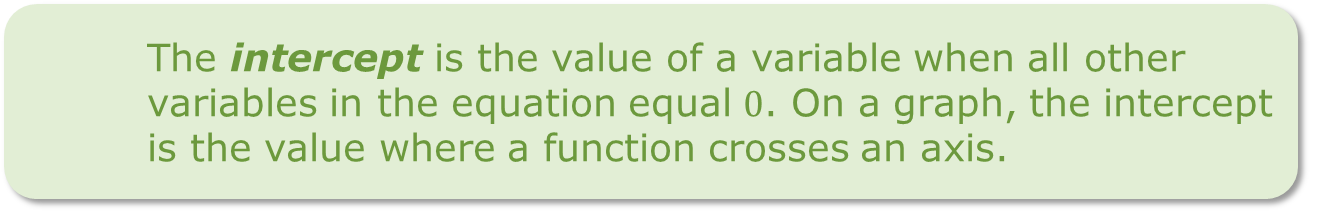 The intercept is the value of a variable when all other
variables in the equation equal 0. On a graph, the intercept
is the value where a function crosses an axis.